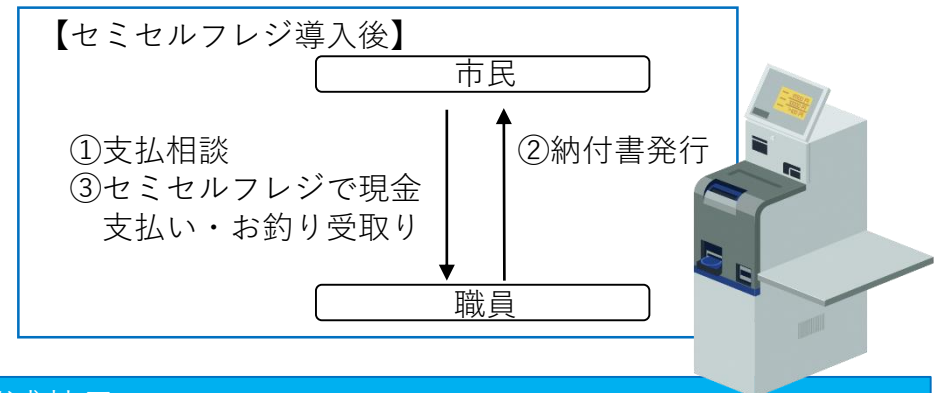 【セミセルフレジ導入後】
市民
①支払相談
②納付書発行
③セミセルフレジで現金
支払い・お釣り受取り
職員